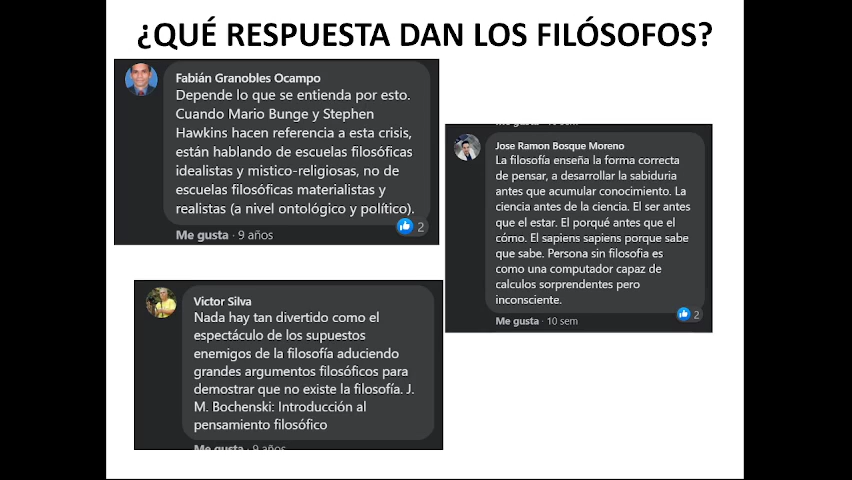 ¿QUÉ RESPUESTA DAN LOS FILÓSOFOS?
Fabián Granobles Ocampo
Depende lo que se entienda por esto.
Cuando Mario Bunge y Stephen
Hawkins hacen referencia a esta crisis,
están hablando de escuelas filosóficas
idealistas y mistico-religiosas, no de
escuelas filosóficas materialistas y
realistas (a nivel ontológico y político).
2
Me gusta · 9 años
Jose Ramon Bosque Moreno
La filosofía enseña la forma correcta
de pensar, a desarrollar la sabiduria
antes que acumular conocimiento. La
ciencia antes de la ciencia. El ser antes
que el estar. El porqué antes que el
cómo. El sapiens sapiens porque sabe
que sabe. Persona sin filosofia es
como una computador capaz de
calculos sorprendentes pero
inconsciente.
2
Me gusta · 10 sem
Victor Silva
Nada hay tan divertido como el
espectáculo de los supuestos
enemigos de la filosofía aduciendo
grandes argumentos filosóficos para
demostrar que no existe la filosofía. J.
M. Bochenski: Introducción al
pensamiento filosófico
Me gusta · 9 años